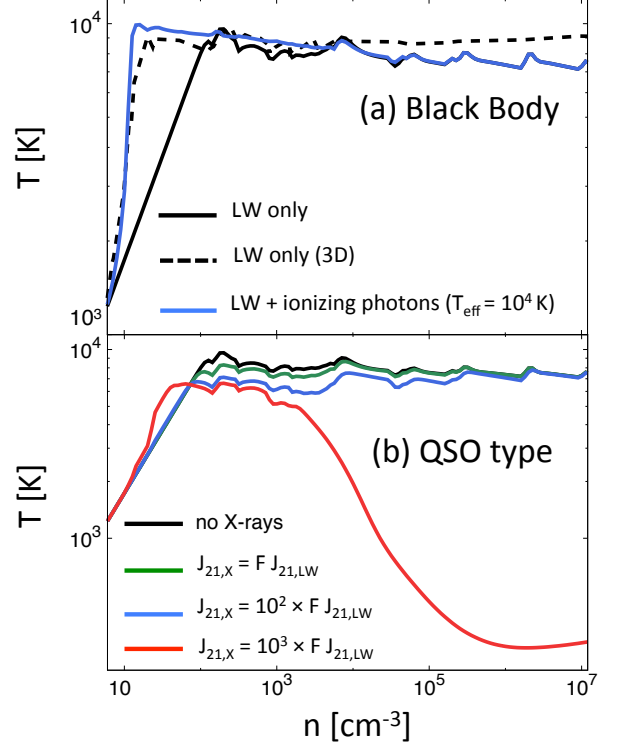 10⁴
T [K]
(a) Black Body
LW only
LW only (3D)
LW + ionizing photons (T_eff = 10⁴ K)
10³
10⁴
T [K]
(b) QSO type
10³
no X-rays
J_21,X = F J_21,LW
J_21,X = 10² × F J_21,LW
J_21,X = 10³ × F J_21,LW
10 10³ 10⁵ 10⁷
n [cm⁻³]